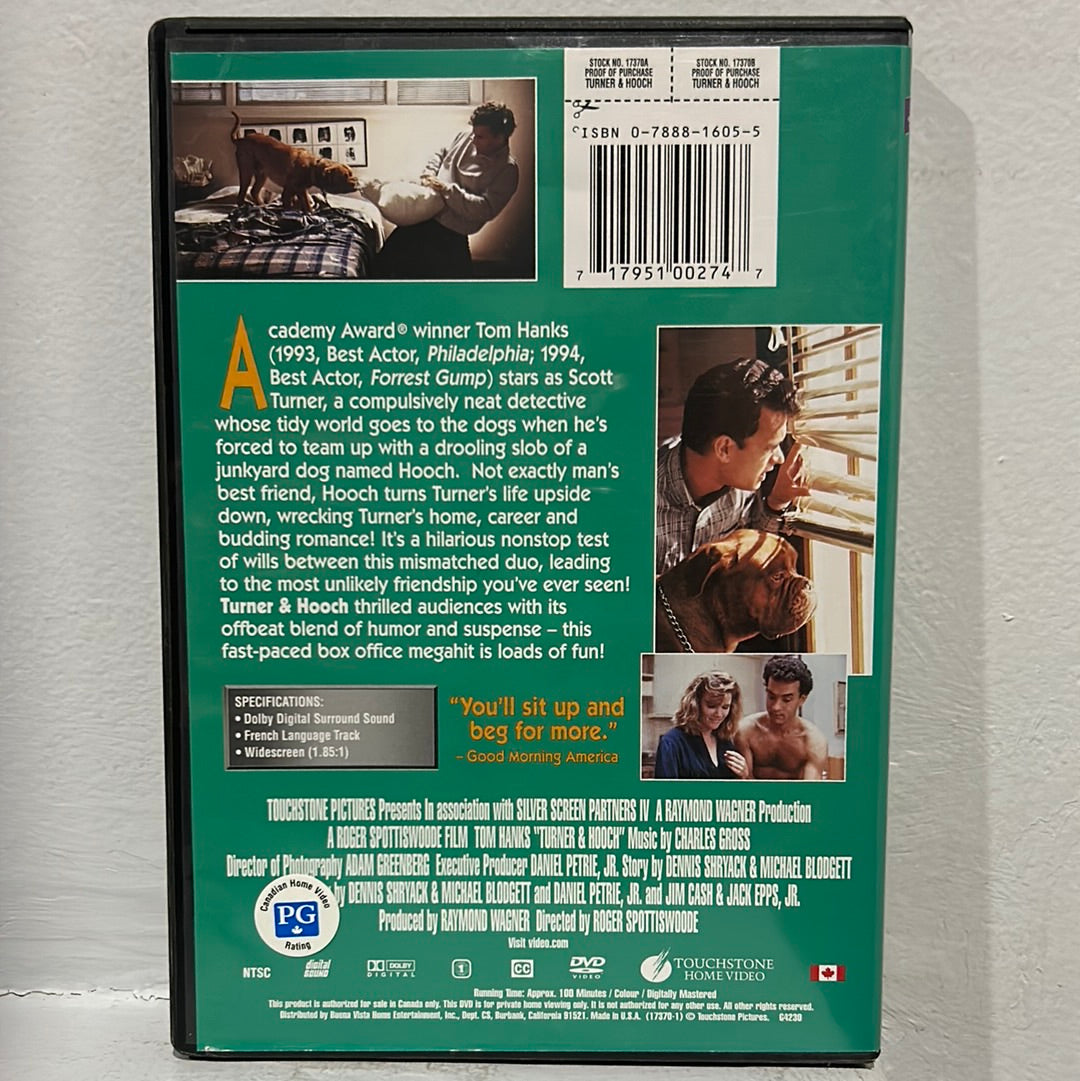 STOCK NO. 17370A
PROOF OF PURCHASE
TURNER & HOOCH
STOCK NO. 17370B
PROOF OF PURCHASE
TURNER & HOOCH
ISBN 0-7888-1605-5
7 17951 00274 7
Academy Award® winner Tom Hanks
(1993, Best Actor, Philadelphia; 1994,
Best Actor, Forrest Gump) stars as Scott
Turner, a compulsively neat detective
whose tidy world goes to the dogs when he's
forced to team up with a drooling slob of a
junkyard dog named Hooch. Not exactly man's
best friend, Hooch turns Turner's life upside
down, wrecking Turner's home, career and
budding romance! It's a hilarious nonstop test
of wills between this mismatched duo, leading
to the most unlikely friendship you've ever seen!
Turner & Hooch thrilled audiences with its
offbeat blend of humor and suspense – this
fast-paced box office megahit is loads of fun!
SPECIFICATIONS:
• Dolby Digital Surround Sound
• French Language Track
• Widescreen (1.85:1)
"You'll sit up and
beg for more."
– Good Morning America
TOUCHSTONE PICTURES Presents In association with SILVER SCREEN PARTNERS IV A RAYMOND WAGNER Production
A ROGER SPOTTISWOODE FILM TOM HANKS "TURNER & HOOCH" Music by CHARLES GROSS
Director of Photography ADAM GREENBERG Executive Producer DANIEL PETRIE, JR. Story by DENNIS SHRYACK & MICHAEL BLODGETT
by DENNIS SHRYACK & MICHAEL BLODGETT and DANIEL PETRIE, JR. and JIM CASH & JACK EPPS, JR.
Produced by RAYMOND WAGNER Directed by ROGER SPOTTISWOODE
Visit video.com
Canadian Home Video
PG
Rating
NTSC
digital SOUND
DOLBY DIGITAL
1
CC
DVD VIDEO
TOUCHSTONE
HOME VIDEO
Running Time: Approx. 100 Minutes / Colour / Digitally Mastered
This product is authorized for sale in Canada only. This DVD is for private home viewing only. It is not authorized for any other use. All other rights reserved.
Distributed by Buena Vista Home Entertainment, Inc., Dept. CS, Burbank, California 91521. Made in U.S.A. (17370-1) © Touchstone Pictures. C4230